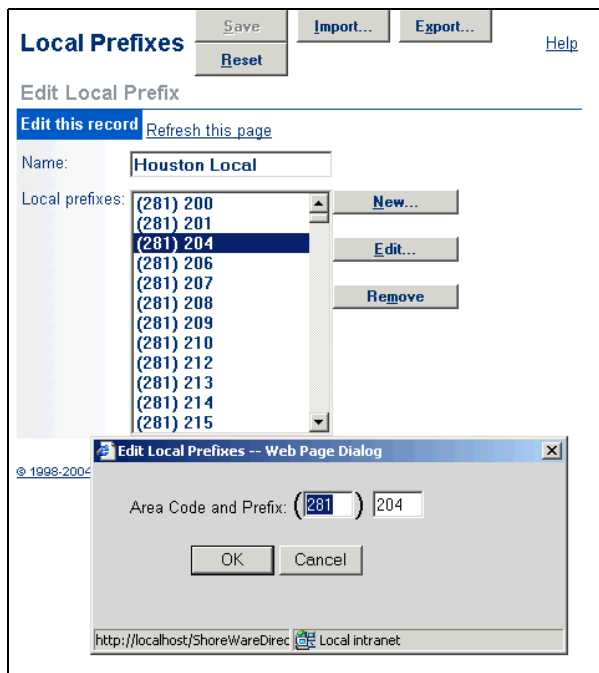 Local Prefixes
Save
Import...
Export...
Reset
Help
Edit Local Prefix
Edit this record
Refresh this page
Name:
Houston Local
Local prefixes:
(281) 200
(281) 201
(281) 204
(281) 206
(281) 207
(281) 208
(281) 209
(281) 210
(281) 212
(281) 213
(281) 214
(281) 215
New...
Edit...
Remove
© 1998-2004
Edit Local Prefixes -- Web Page Dialog
Area Code and Prefix: (281) 204
OK
Cancel
http://localhost/ShoreWareDirec
Local intranet